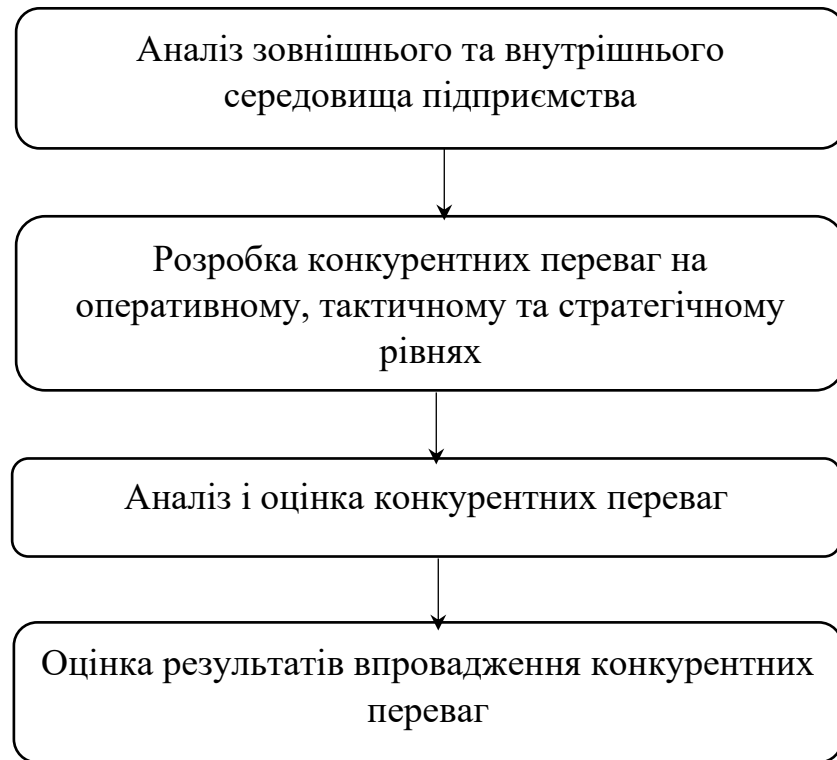 Аналіз зовнішнього та внутрішнього
середовища підприємства
Розробка конкурентних переваг на
оперативному, тактичному та стратегічному
рівнях
Аналіз і оцінка конкурентних переваг
Оцінка результатів впровадження конкурентних
переваг